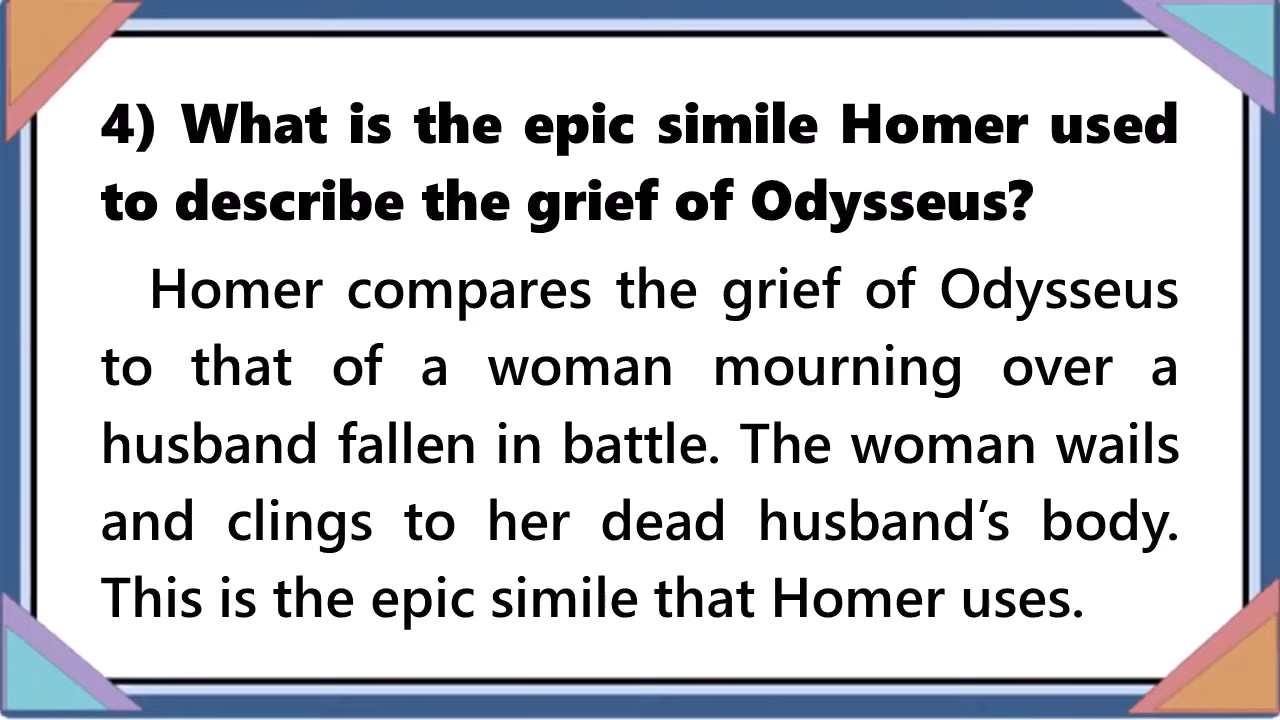 4) What is the epic simile Homer used
to describe the grief of Odysseus?
Homer compares the grief of Odysseus
to that of a woman mourning over a
husband fallen in battle. The woman wails
and clings to her dead husband’s body.
This is the epic simile that Homer uses.